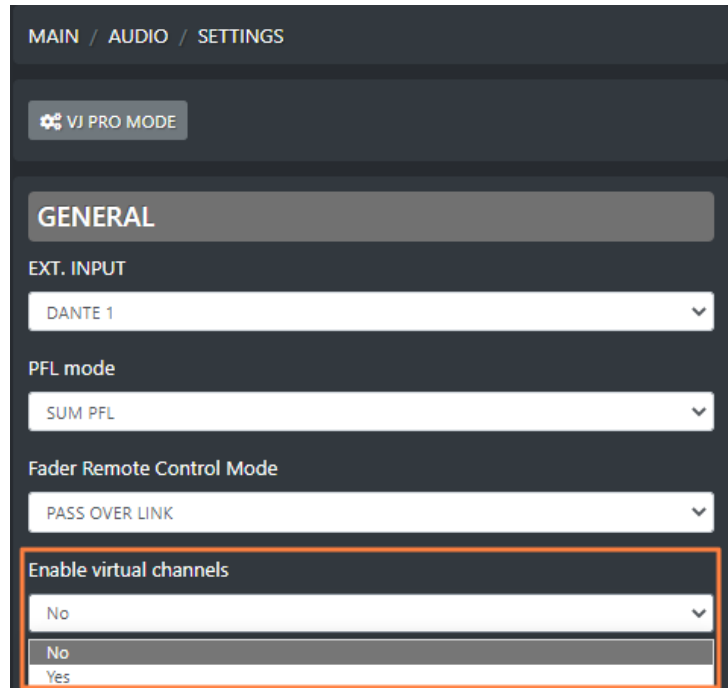 MAIN / AUDIO / SETTINGS
VJ PRO MODE
GENERAL
EXT. INPUT
DANTE 1
PFL mode
SUM PFL
Fader Remote Control Mode
PASS OVER LINK
Enable virtual channels
No
No
Yes